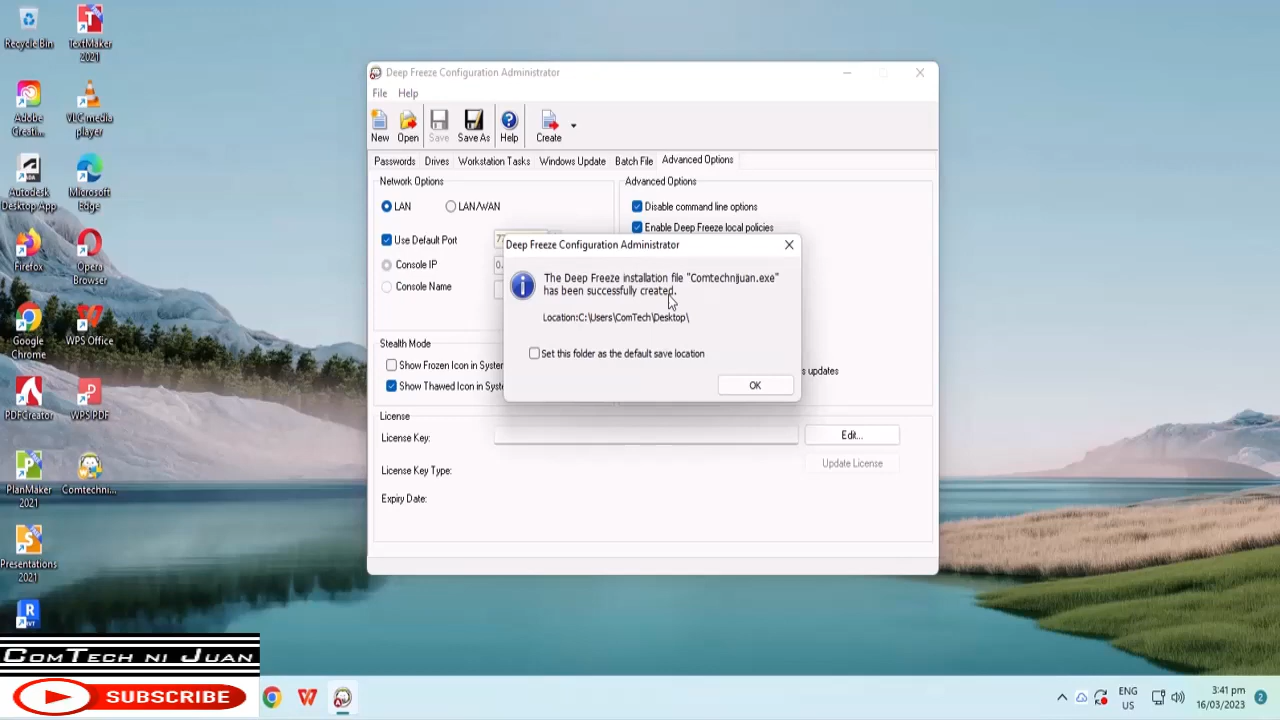 Recycle Bin
TextMaker
2021
Adobe
Creati...
VLC media
player
Autodesk
Desktop App
Microsoft
Edge
Firefox
Opera
Browser
Google
Chrome
WPS Office
PDFCreator
WPS PDF
PlanMaker
2021
Comtechni...
Presentations
2021
Deep Freeze Configuration Administrator
File Help
New Open Save Save As Help Create
Passwords Drives Workstation Tasks Windows Update Batch File Advanced Options
Network Options
LAN LAN/WAN
Use Default Port
Console IP
Console Name
Stealth Mode
Show Frozen Icon in System
Show Thawed Icon in Syste
Advanced Options
Disable command line options
Enable Deep Freeze local policies
s updates
Deep Freeze Configuration Administrator
The Deep Freeze installation file "Comtechnijuan.exe"
has been successfully created.
Location:C:\Users\ComTech\Desktop\
Set this folder as the default save location
OK
License
License Key: Edit...
Update License
License Key Type:
Expiry Date:
ComTech ni Juan
SUBSCRIBE
ENG
US
3:41 pm
16/03/2023
2